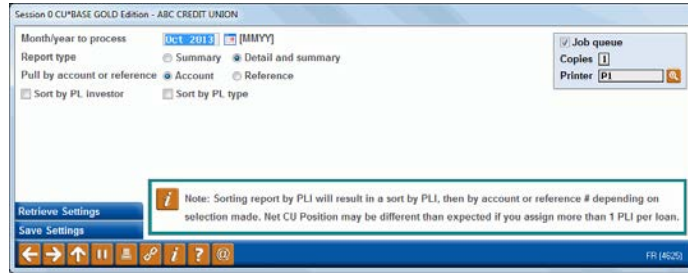 Session 0 CU*BASE GOLD Edition - ABC CREDIT UNION
Month/year to process Oct 2013 [MMYY]
Report type Summary Detail and summary
Pull by account or reference Account Reference
Sort by PL investor Sort by PL type
Job queue
Copies 1
Printer P1
Note: Sorting report by PLI will result in a sort by PLI, then by account or reference # depending on
selection made. Net CU Position may be different than expected if you assign more than 1 PLI per loan.
Retrieve Settings
Save Settings
FR (4625)